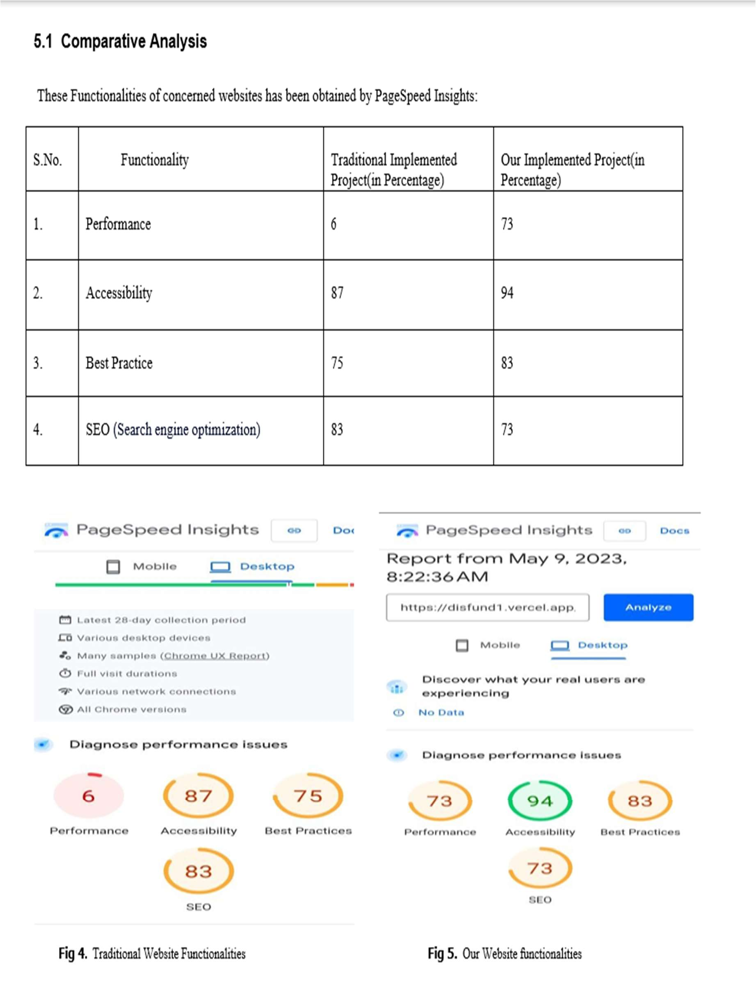 5.1 Comparative Analysis
These Functionalities of concerned websites has been obtained by PageSpeed Insights:
S.No. Functionality Traditional Implemented Project(in Percentage) Our Implemented Project(in Percentage)
1. Performance 6 73
2. Accessibility 87 94
3. Best Practice 75 83
4. SEO (Search engine optimization) 83 73
PageSpeed Insights
Mobile Desktop
Latest 28-day collection period
Various desktop devices
Many samples (Chrome UX Report)
Full visit durations
Various network connections
All Chrome versions
Diagnose performance issues
6 87 75
Performance Accessibility Best Practices
83
SEO
Fig 4. Traditional Website Functionalities
PageSpeed Insights Docs
Report from May 9, 2023,
8:22:36 AM
https://disfund1.vercel.app. Analyze
Mobile Desktop
Discover what your real users are
experiencing
No Data
Diagnose performance issues
73 94 83
Performance Accessibility Best Practices
73
SEO
Fig 5. Our Website functionalities